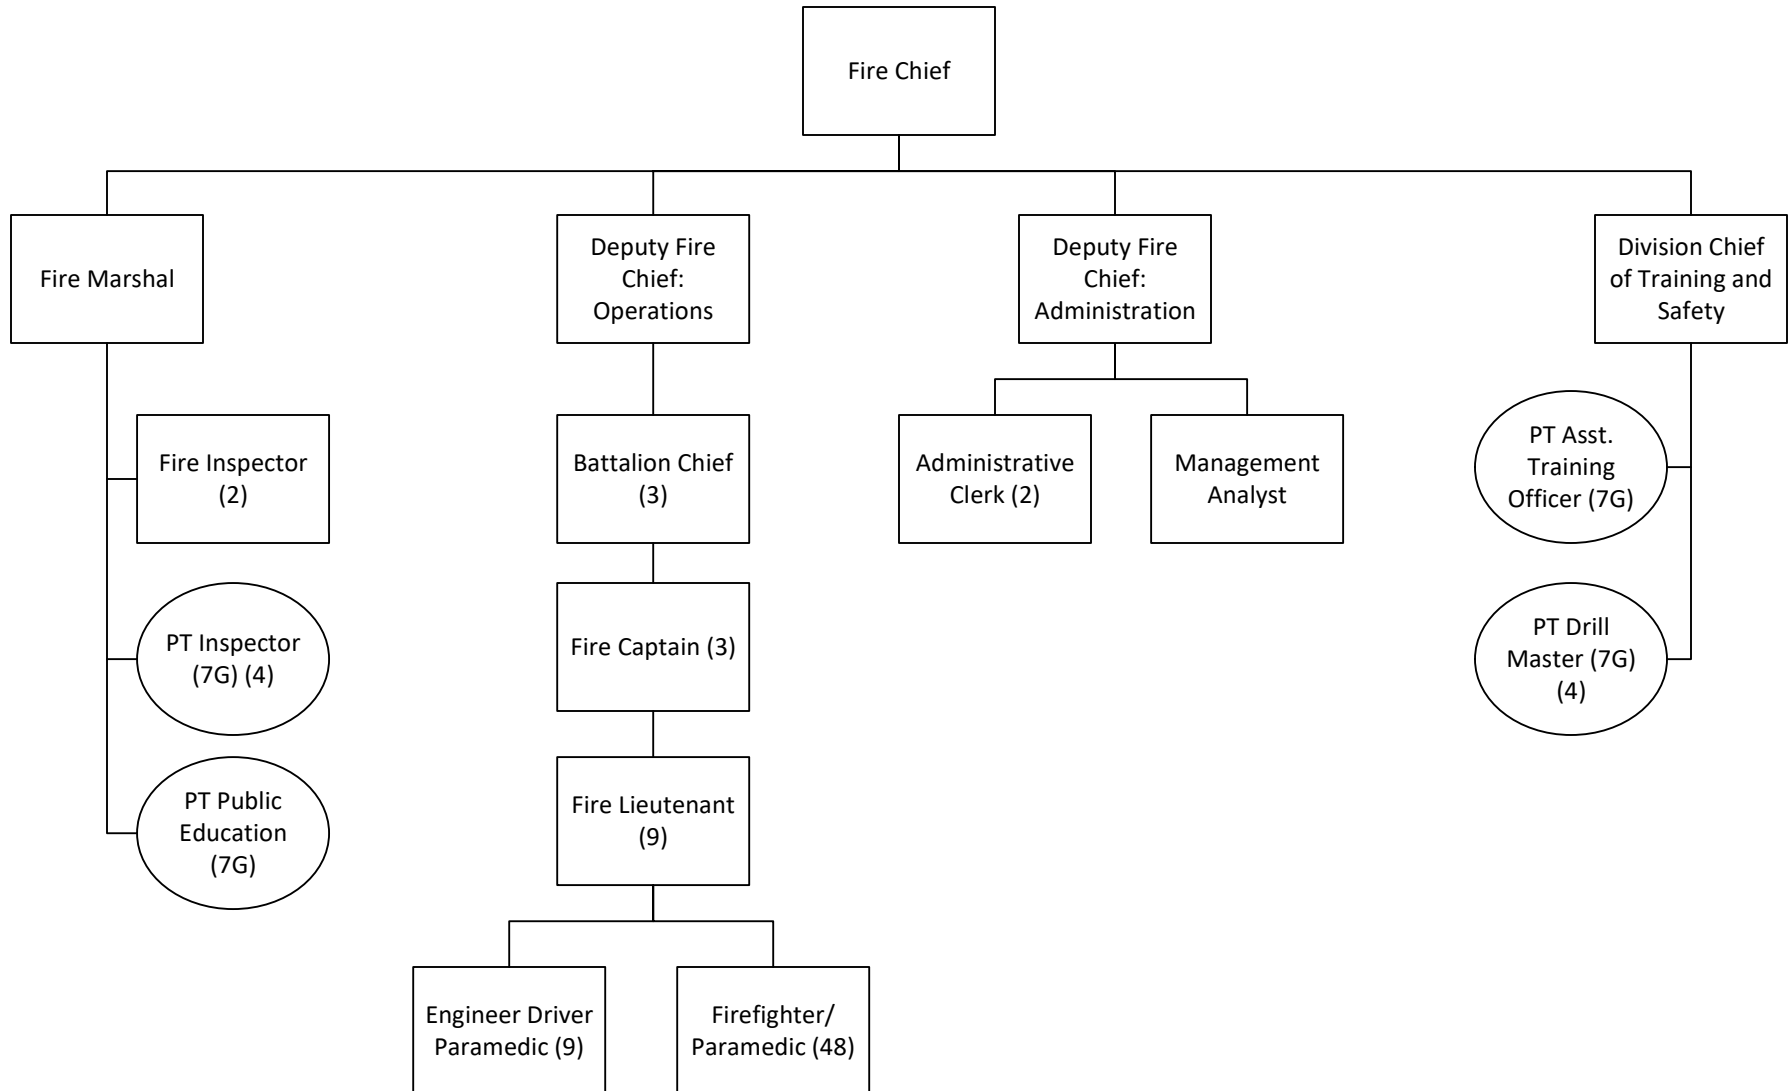 Fire Chief
Fire Marshal
Deputy Fire
Chief:
Operations
Deputy Fire
Chief:
Administration
Division Chief
of Training and
Safety
Fire Inspector
(2)
Battalion Chief
(3)
Administrative
Clerk (2)
Management
Analyst
PT Asst.
Training
Officer (7G)
PT Inspector
(7G) (4)
Fire Captain (3)
PT Drill
Master (7G)
(4)
PT Public
Education
(7G)
Fire Lieutenant
(9)
Engineer Driver
Paramedic (9)
Firefighter/
Paramedic (48)